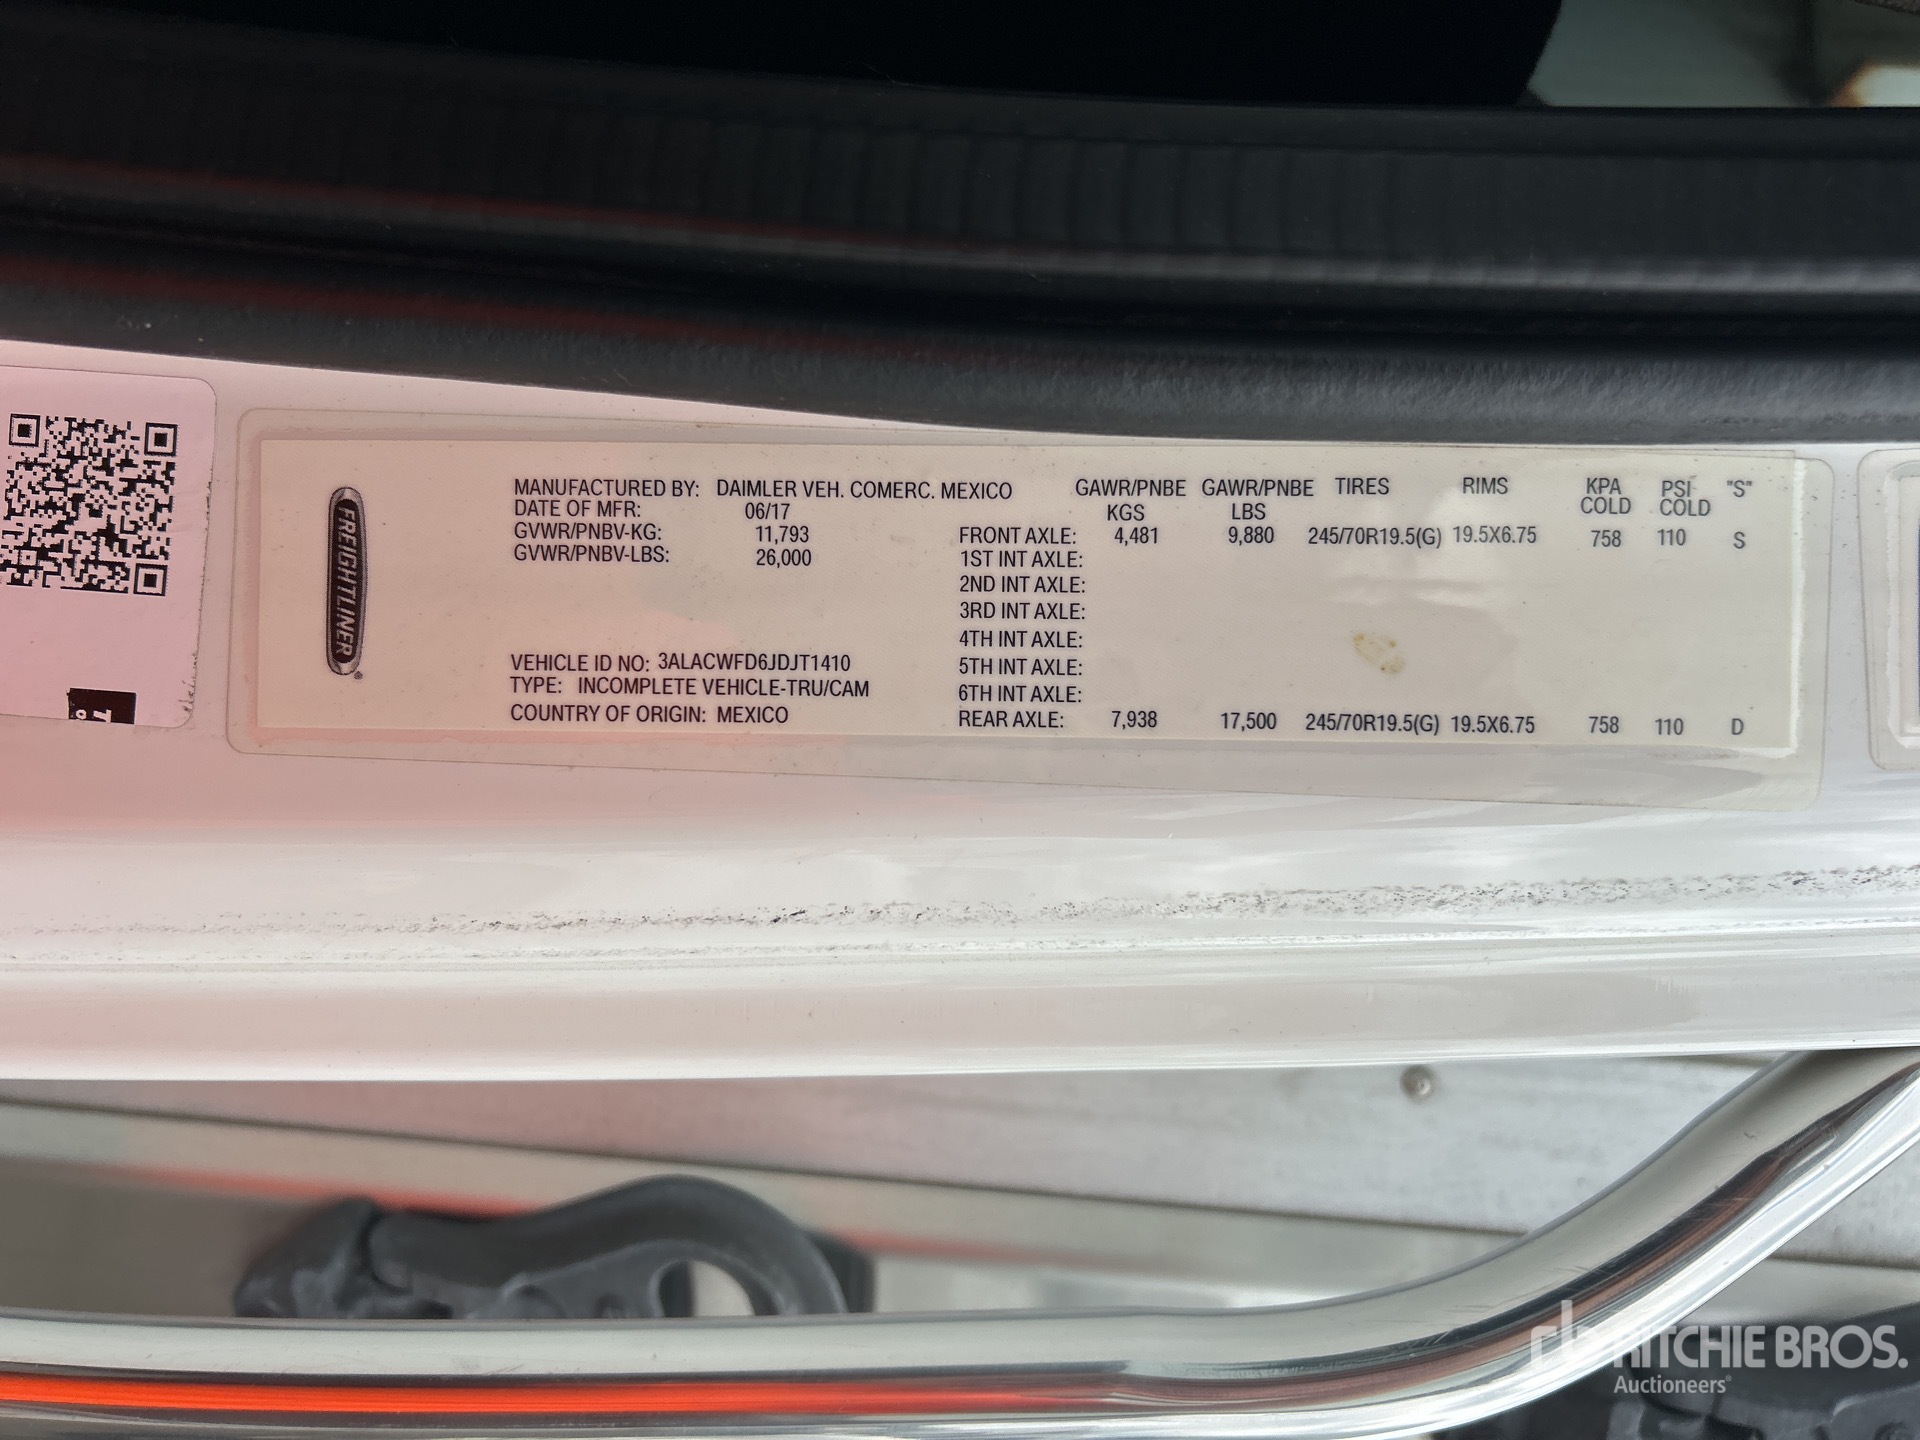 FREIGHTLINER
MANUFACTURED BY: DAIMLER VEH. COMERC. MEXICO
DATE OF MFR: 06/17
GVWR/PNBV-KG: 11,793
GVWR/PNBV-LBS: 26,000
VEHICLE ID NO: 3ALACWFD6JDJT1410
TYPE: INCOMPLETE VEHICLE-TRU/CAM
COUNTRY OF ORIGIN: MEXICO
GAWR/PNBE KGS GAWR/PNBE LBS TIRES RIMS KPA COLD PSI COLD "S"
FRONT AXLE: 4,481 9,880 245/70R19.5(G) 19.5X6.75 758 110 S
1ST INT AXLE:
2ND INT AXLE:
3RD INT AXLE:
4TH INT AXLE:
5TH INT AXLE:
6TH INT AXLE:
REAR AXLE: 7,938 17,500 245/70R19.5(G) 19.5X6.75 758 110 D
RITCHIE BROS.
Auctioneers